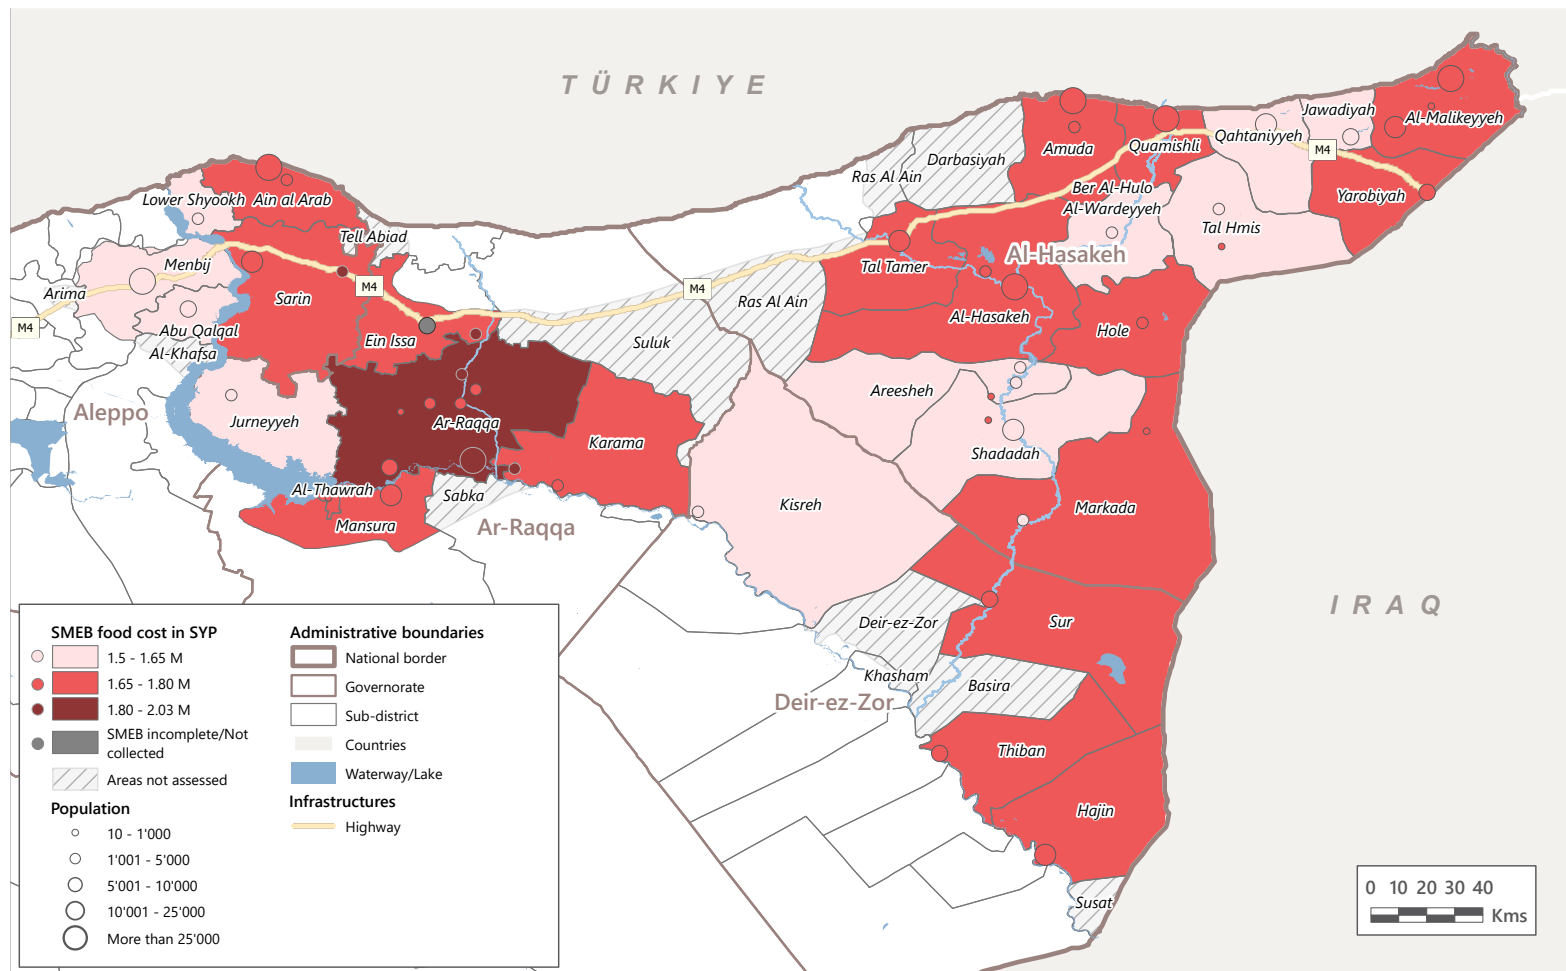 TÜRKIYE
Jawadiyah
Al-Malikeyyeh
Qahtaniyyeh
Quamishli
Amuda
M4
Darbasiyah
Ras Al Ain
Ber Al-Hulo
Al-Wardeyyeh
Yarobiyah
Tal Hmis
Lower Shyookh
Ain al Arab
Tell Abiad
Menbij
Arima
Sarin
M4
M4
M4
Abu Qalqal
Al-Khafsa
Ein Issa
Suluk
Ras Al Ain
Tal Tamer
Al-Hasakeh
Al-Hasakeh
Hole
Aleppo
Jurneyyeh
Ar-Raqqa
Karama
Areesheh
Shadadah
Al-Thawrah
Sabka
Mansura
Ar-Raqqa
Kisreh
Markada
IRAQ
Deir-ez-Zor
Sur
Khasham
Basira
Deir-ez-Zor
Thiban
Hajin
Susat
SMEB food cost in SYP
1.5 - 1.65 M
1.65 - 1.80 M
1.80 - 2.03 M
SMEB incomplete/Not
collected
Areas not assessed
Population
10 - 1'000
1'001 - 5'000
5'001 - 10'000
10'001 - 25'000
More than 25'000
Administrative boundaries
National border
Governorate
Sub-district
Countries
Waterway/Lake
Infrastructures
Highway
0 10 20 30 40
Kms